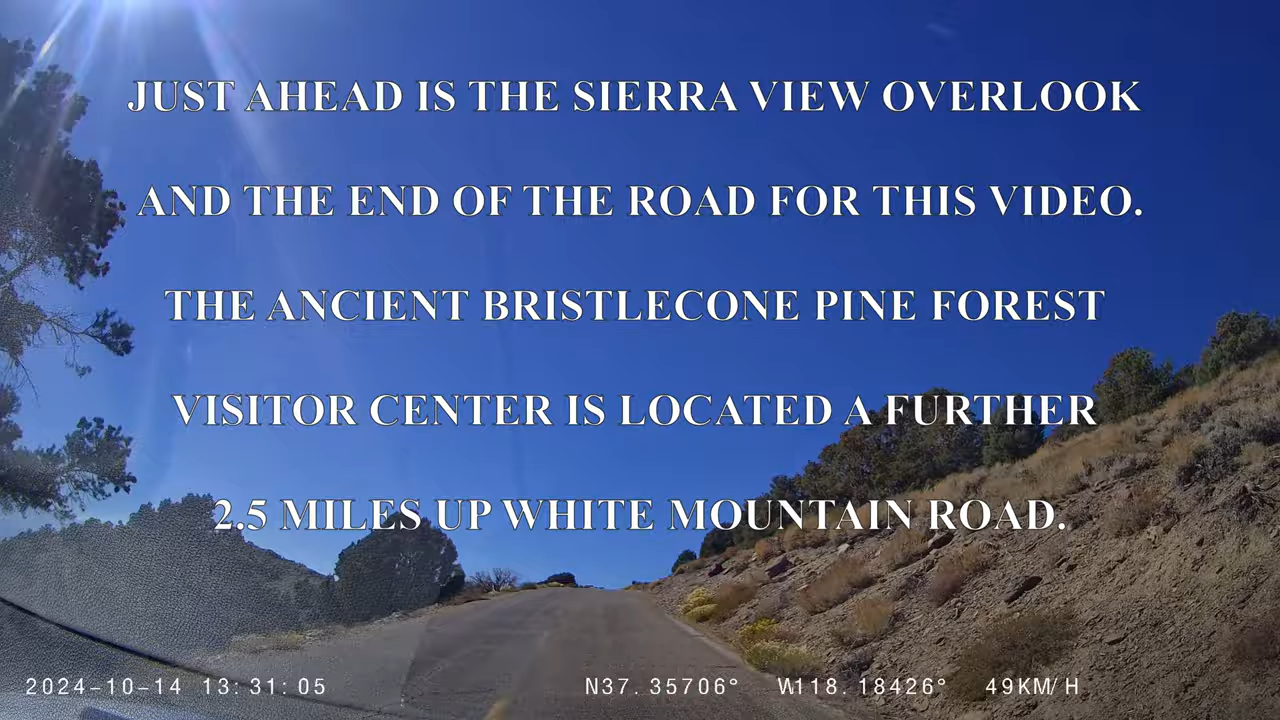 JUST AHEAD IS THE SIERRA VIEW OVERLOOK
AND THE END OF THE ROAD FOR THIS VIDEO.
THE ANCIENT BRISTLECONE PINE FOREST
VISITOR CENTER IS LOCATED A FURTHER
2.5 MILES UP WHITE MOUNTAIN ROAD.
2024-10-14 13:31:05 N37.35706° W118.18426° 49KM/H